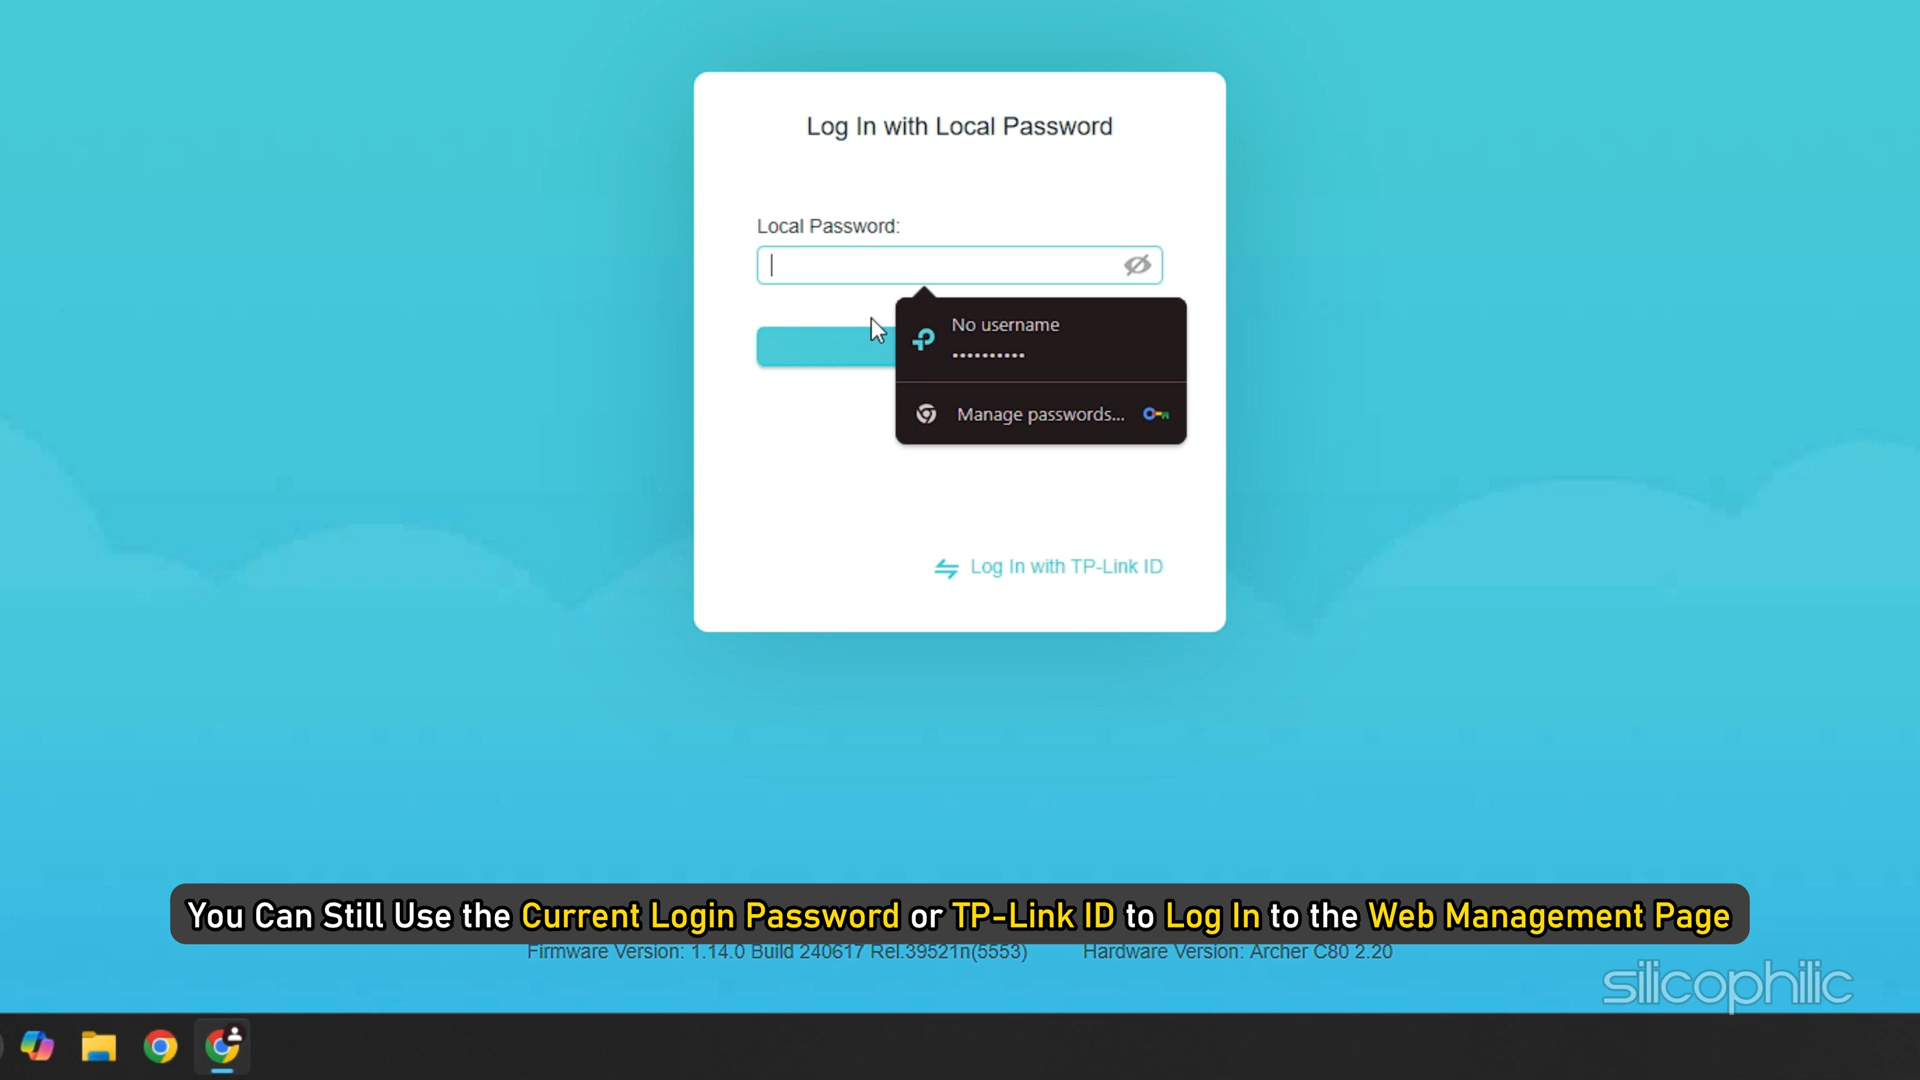 Log In with Local Password
Local Password:
No username
••••••••••
Manage passwords...
Log In with TP-Link ID
You Can Still Use the Current Login Password or TP-Link ID to Log In to the Web Management Page
Firmware Version: 1.14.0 Build 240617 Rel.39521n(5553) Hardware Version: Archer C80 2.20
silicophilic